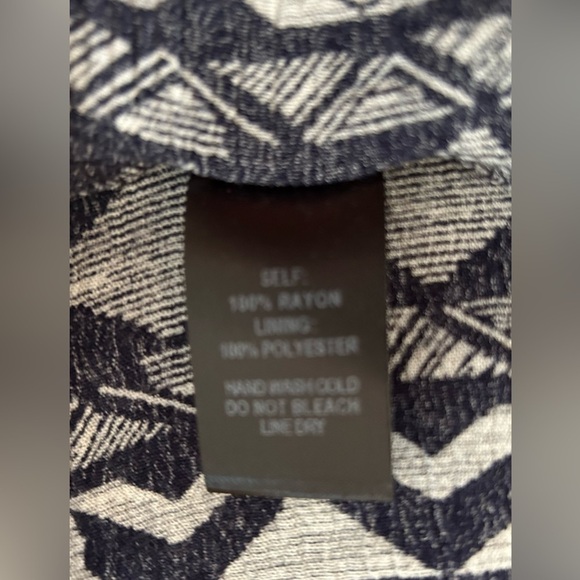 SELF:
100% RAYON
LINING:
100% POLYESTER
HAND WASH COLD
DO NOT BLEACH
LINE DRY